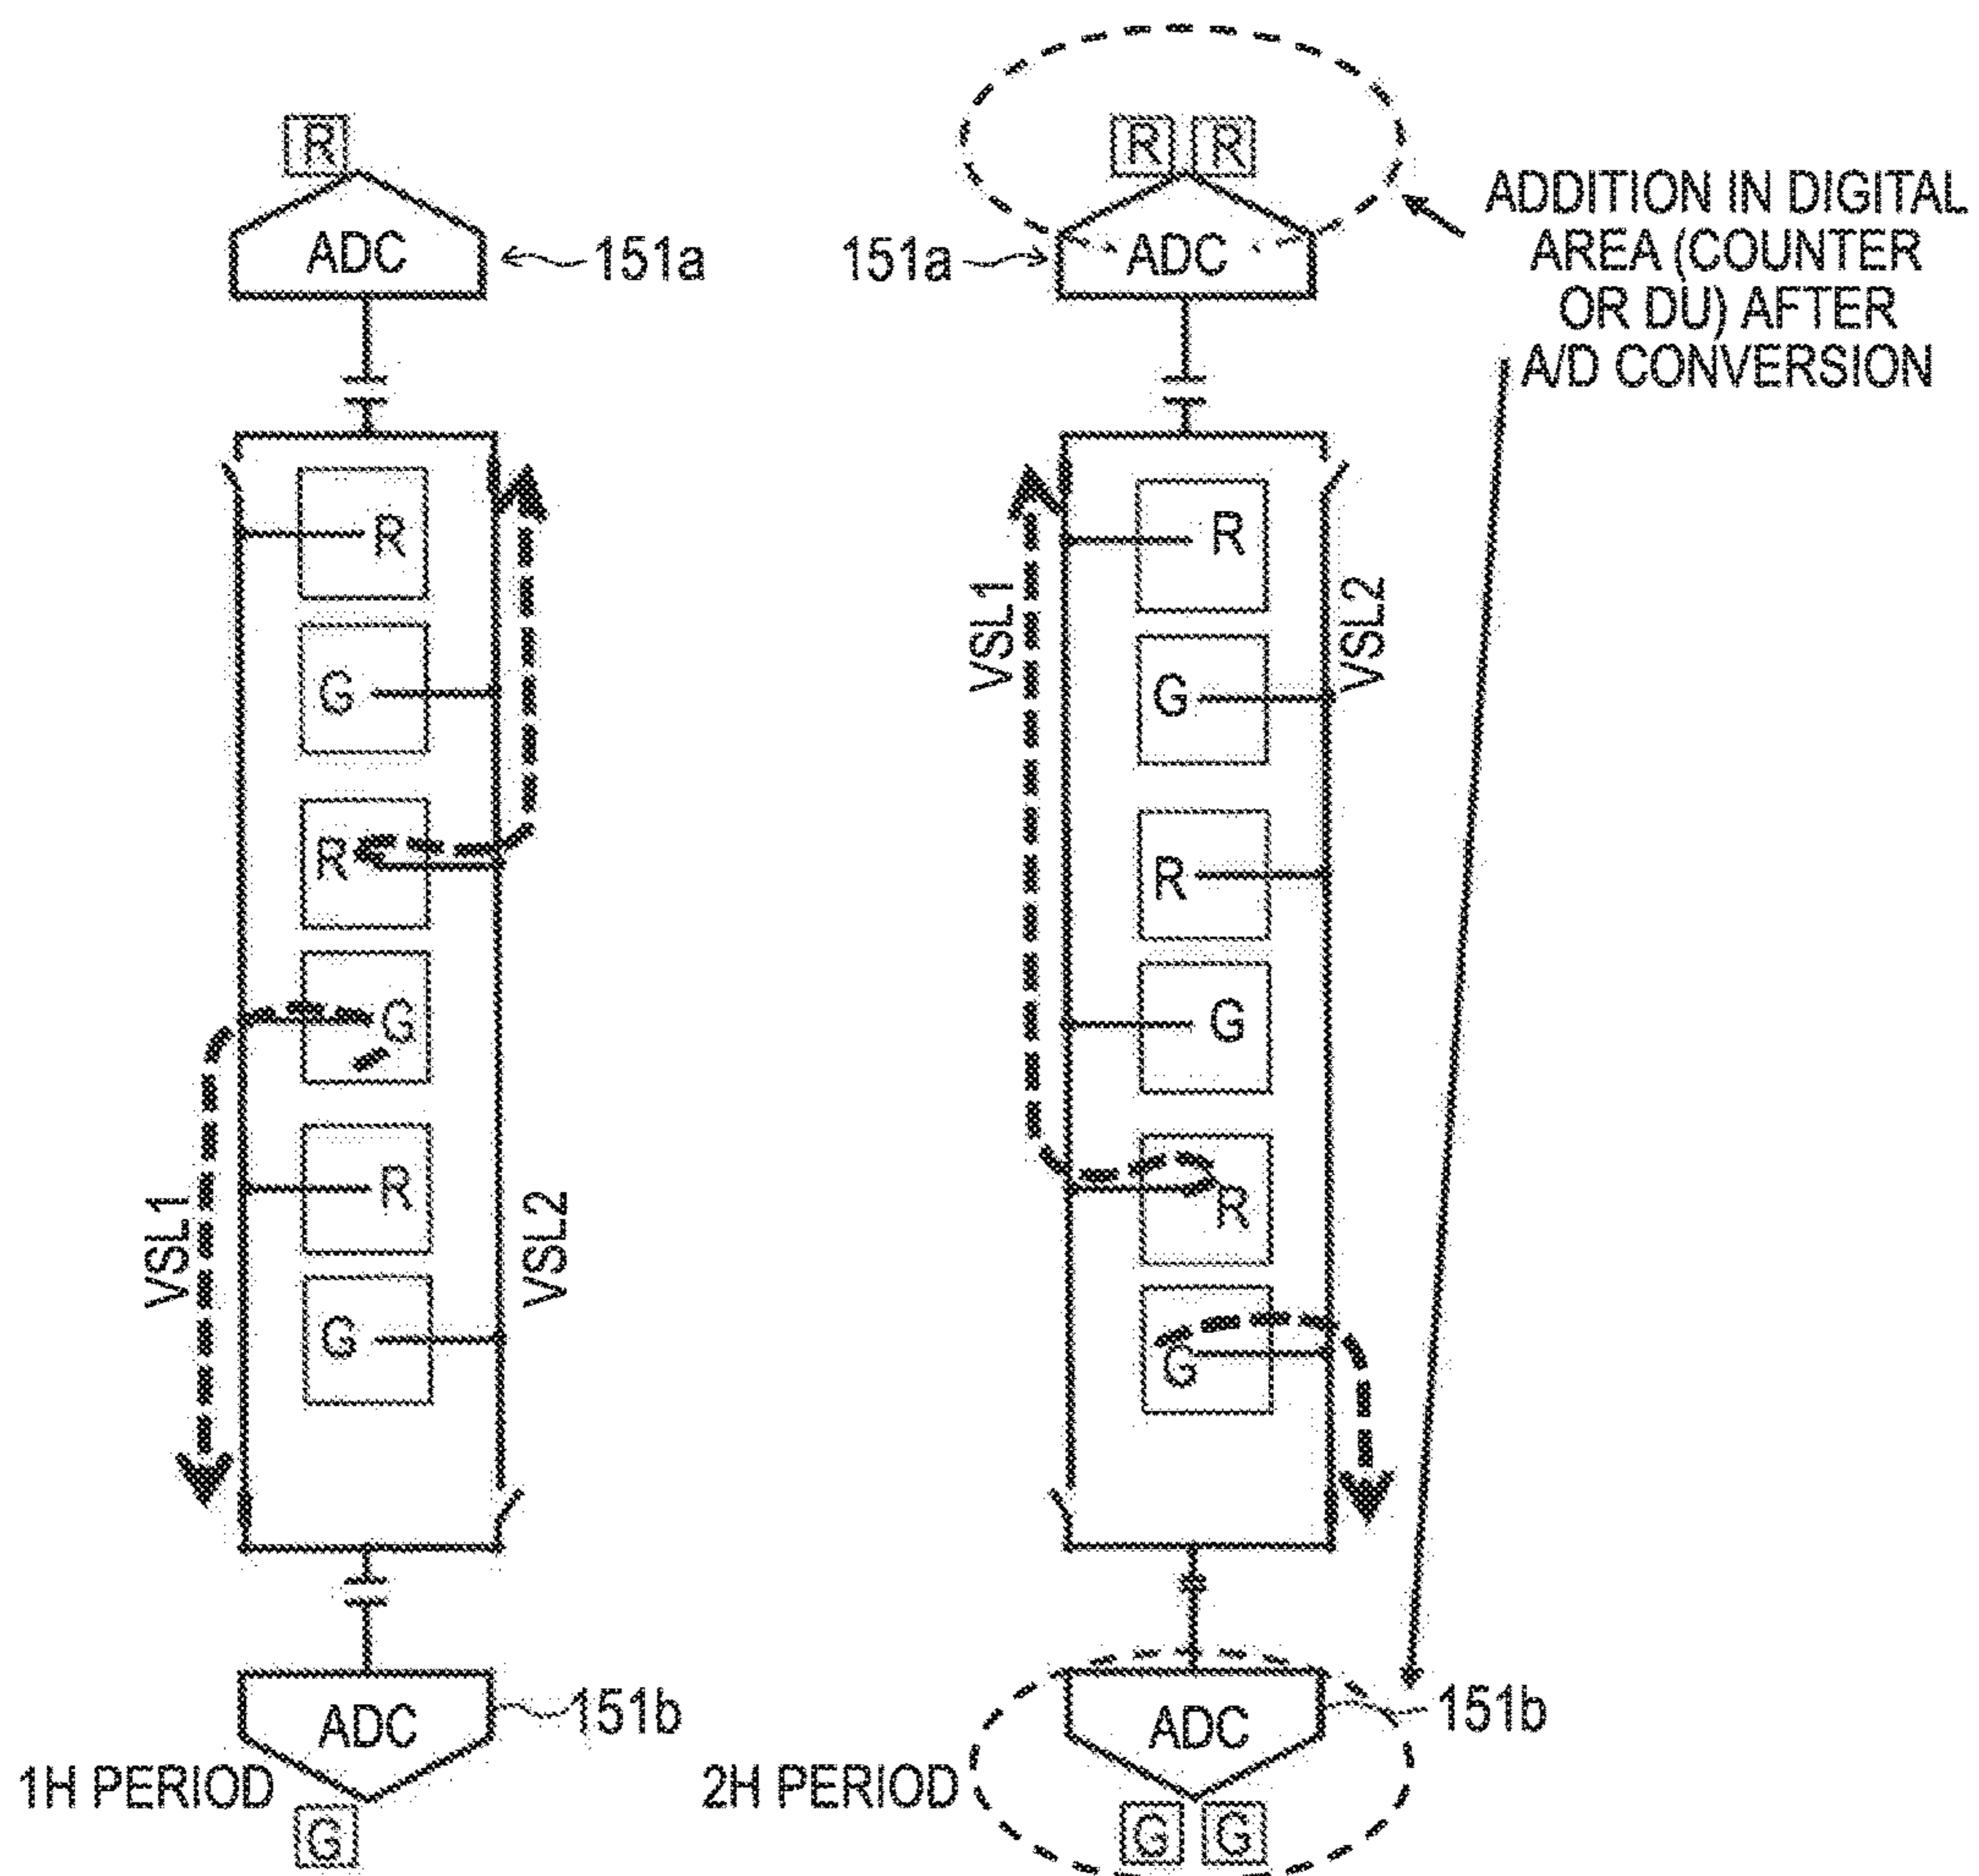 R
ADC
151a
R
G
R
G
R
G
VSL1
VSL2
ADC
151b
1H PERIOD
G
R R
ADC
151a
ADDITION IN DIGITAL
AREA (COUNTER
OR DU) AFTER
A/D CONVERSION
VSL1
VSL2
R
G
R
G
R
G
ADC
151b
2H PERIOD
G G